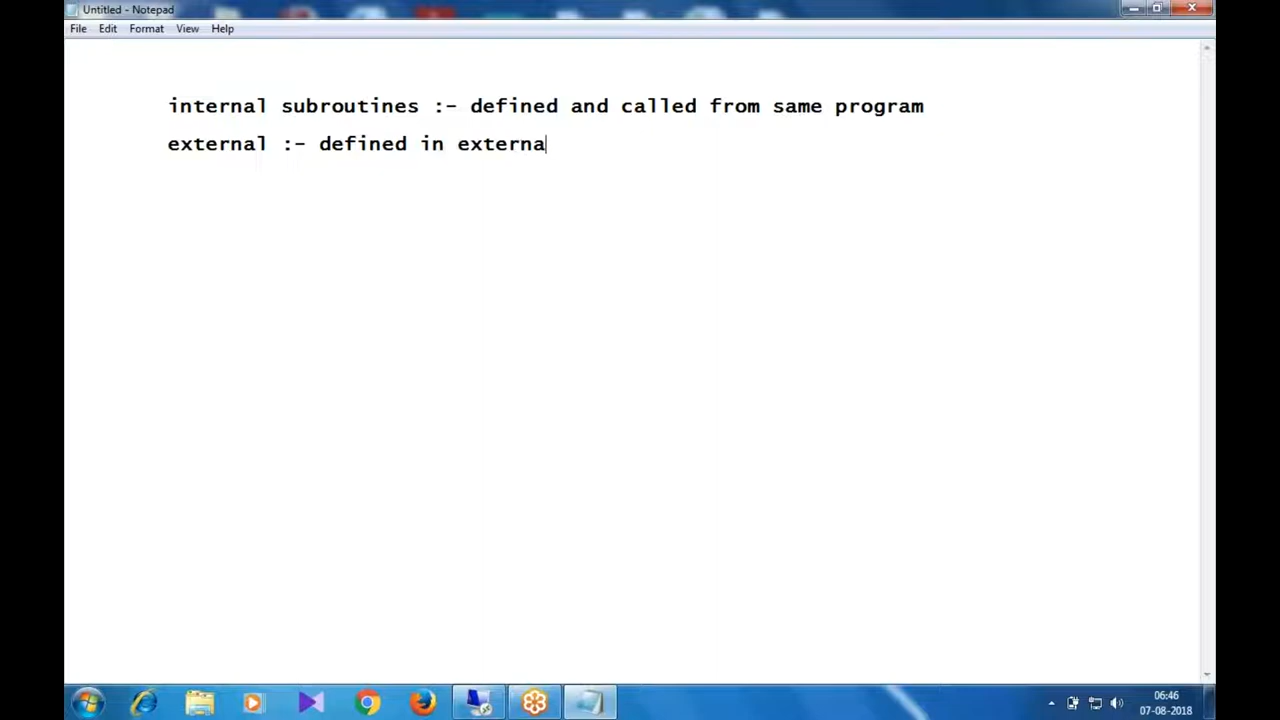 Untitled - Notepad
File Edit Format View Help
internal subroutines :- defined and called from same program
external :- defined in externa
06:46
07-08-2018